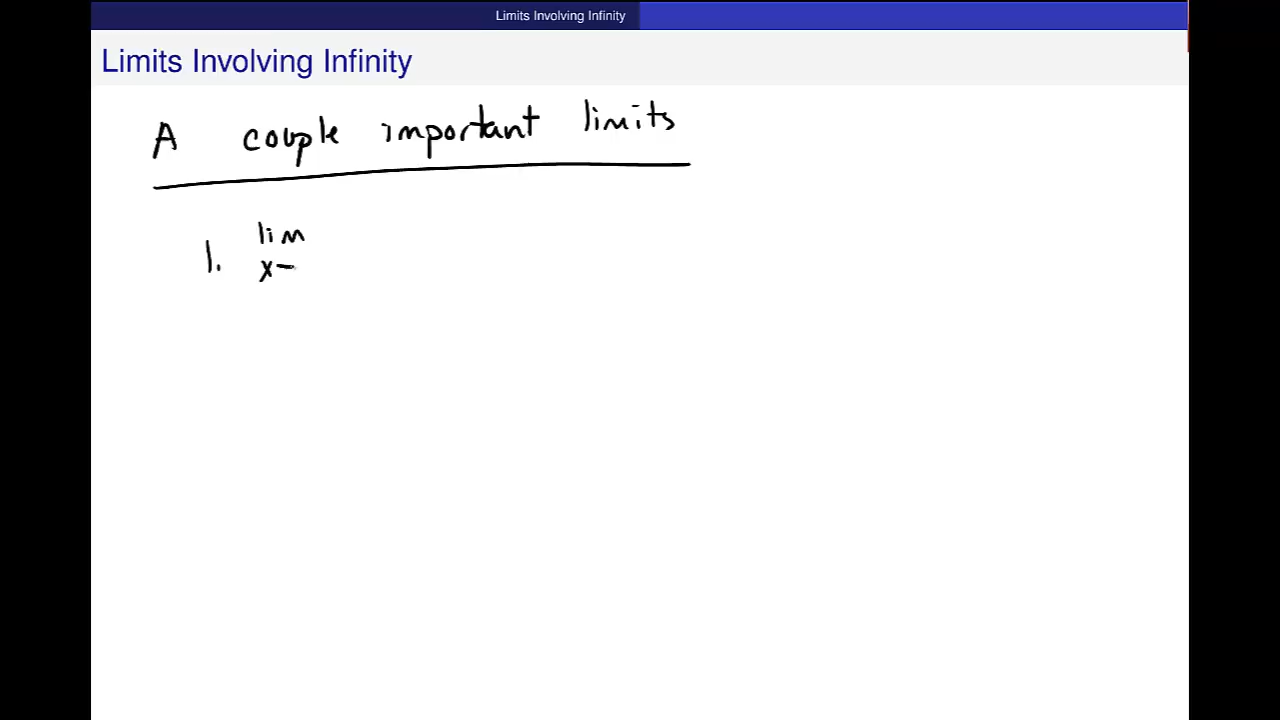 Limits Involving Infinity
Limits Involving Infinity
A couple important limits
1. lim
x-